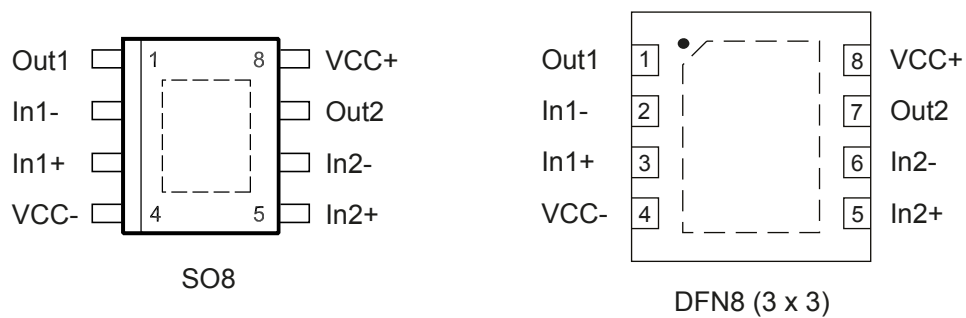 Out1 1 8 VCC+
In1- Out2
In1+ In2-
VCC- 4 5 In2+
SO8
Out1 1 8 VCC+
In1- 2 7 Out2
In1+ 3 6 In2-
VCC- 4 5 In2+
DFN8 (3 x 3)